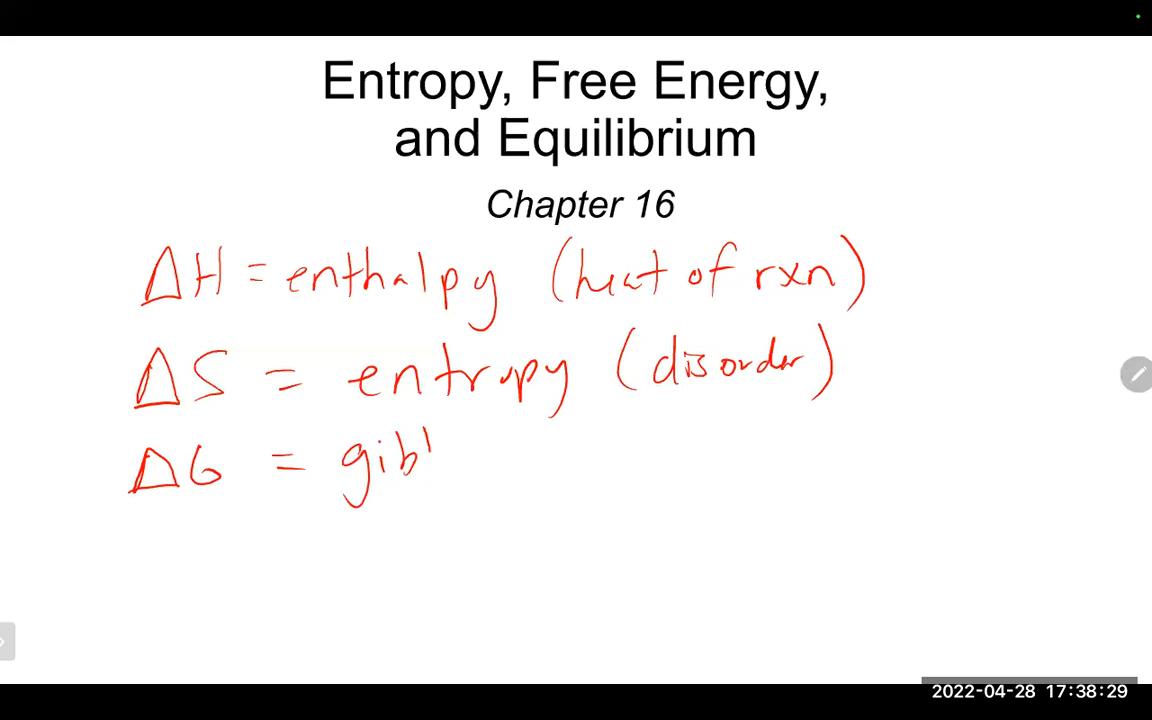 Entropy, Free Energy,
and Equilibrium
Chapter 16
ΔH = enthalpy (heat of rxn)
ΔS = entropy (disorder)
ΔG = gib
2022-04-28 17:38:29